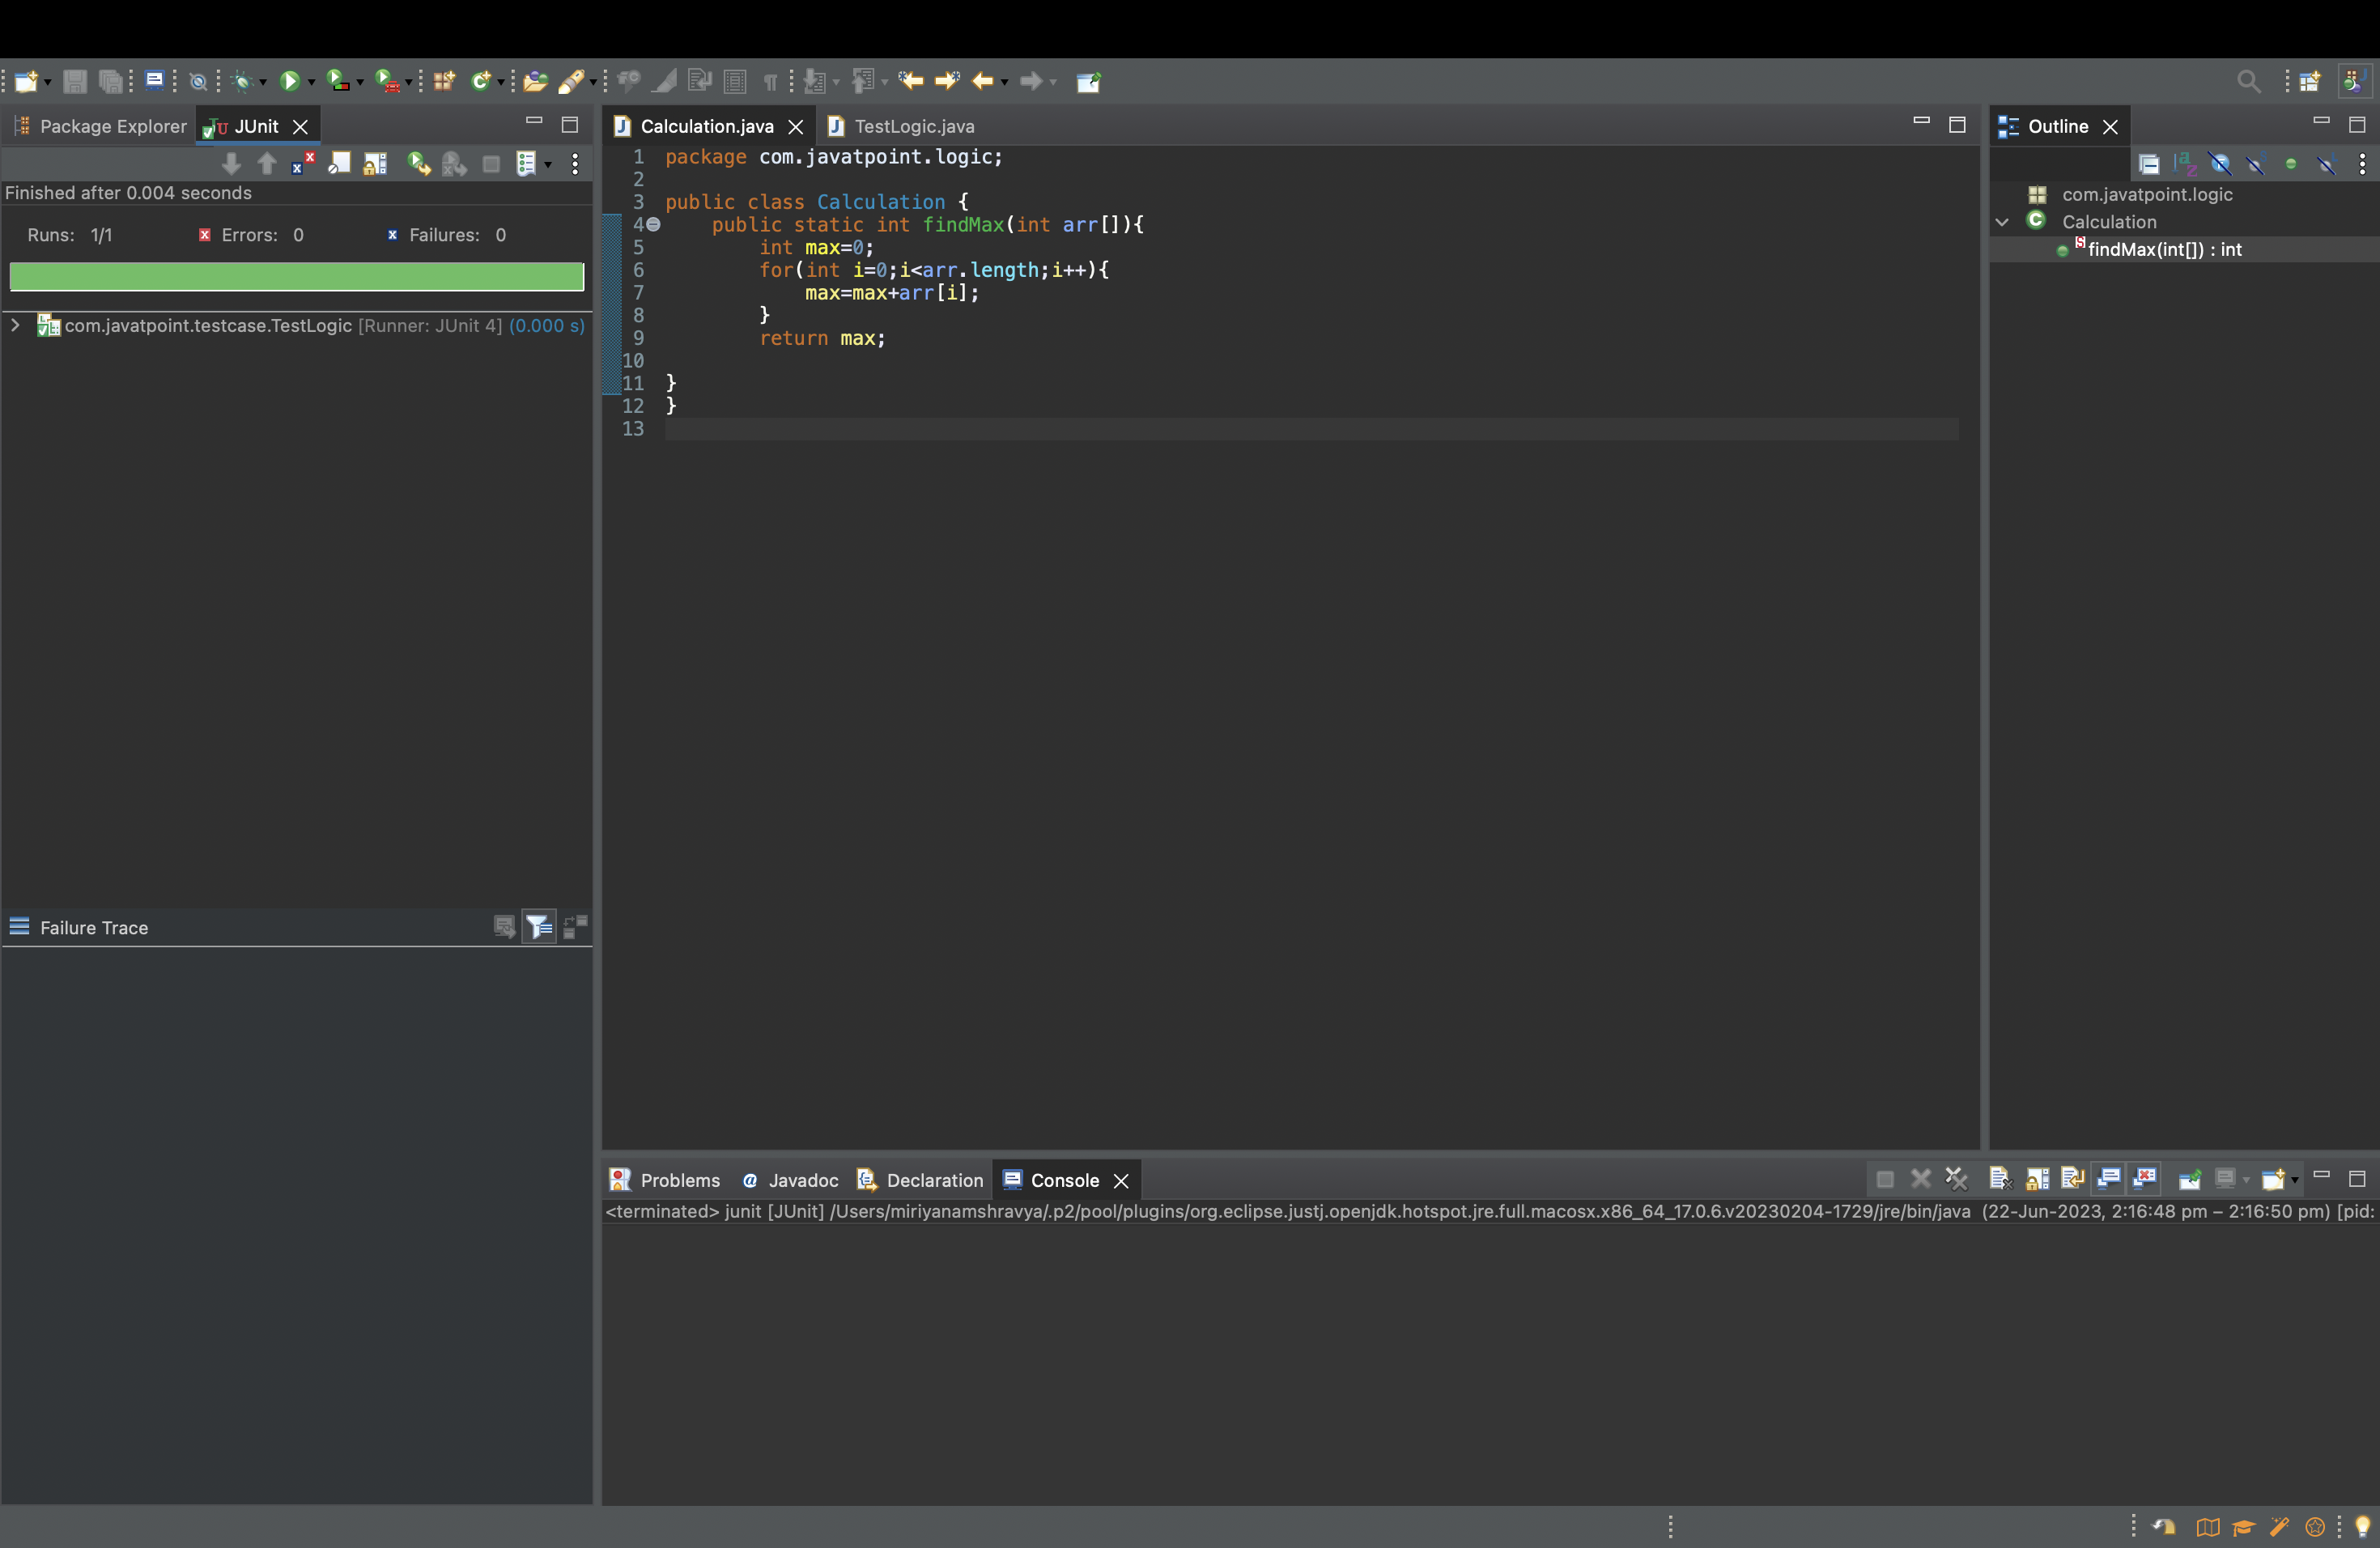 Package Explorer
JUnit
Finished after 0.004 seconds
Runs: 1/1 Errors: 0 Failures: 0
com.javatpoint.testcase.TestLogic [Runner: JUnit 4] (0.000 s)
Failure Trace
Calculation.java
TestLogic.java
1 package com.javatpoint.logic;
2
3 public class Calculation {
4 public static int findMax(int arr[]){
5 int max=0;
6 for(int i=0;i<arr.length;i++){
7 max=max+arr[i];
8 }
9 return max;
10
11 }
12 }
13
Outline
com.javatpoint.logic
Calculation
findMax(int[]) : int
Problems
Javadoc
Declaration
Console
<terminated> junit [JUnit] /Users/miriyanamshravya/.p2/pool/plugins/org.eclipse.justj.openjdk.hotspot.jre.full.macosx.x86_64_17.0.6.v20230204-1729/jre/bin/java (22-Jun-2023, 2:16:48 pm – 2:16:50 pm) [pid: